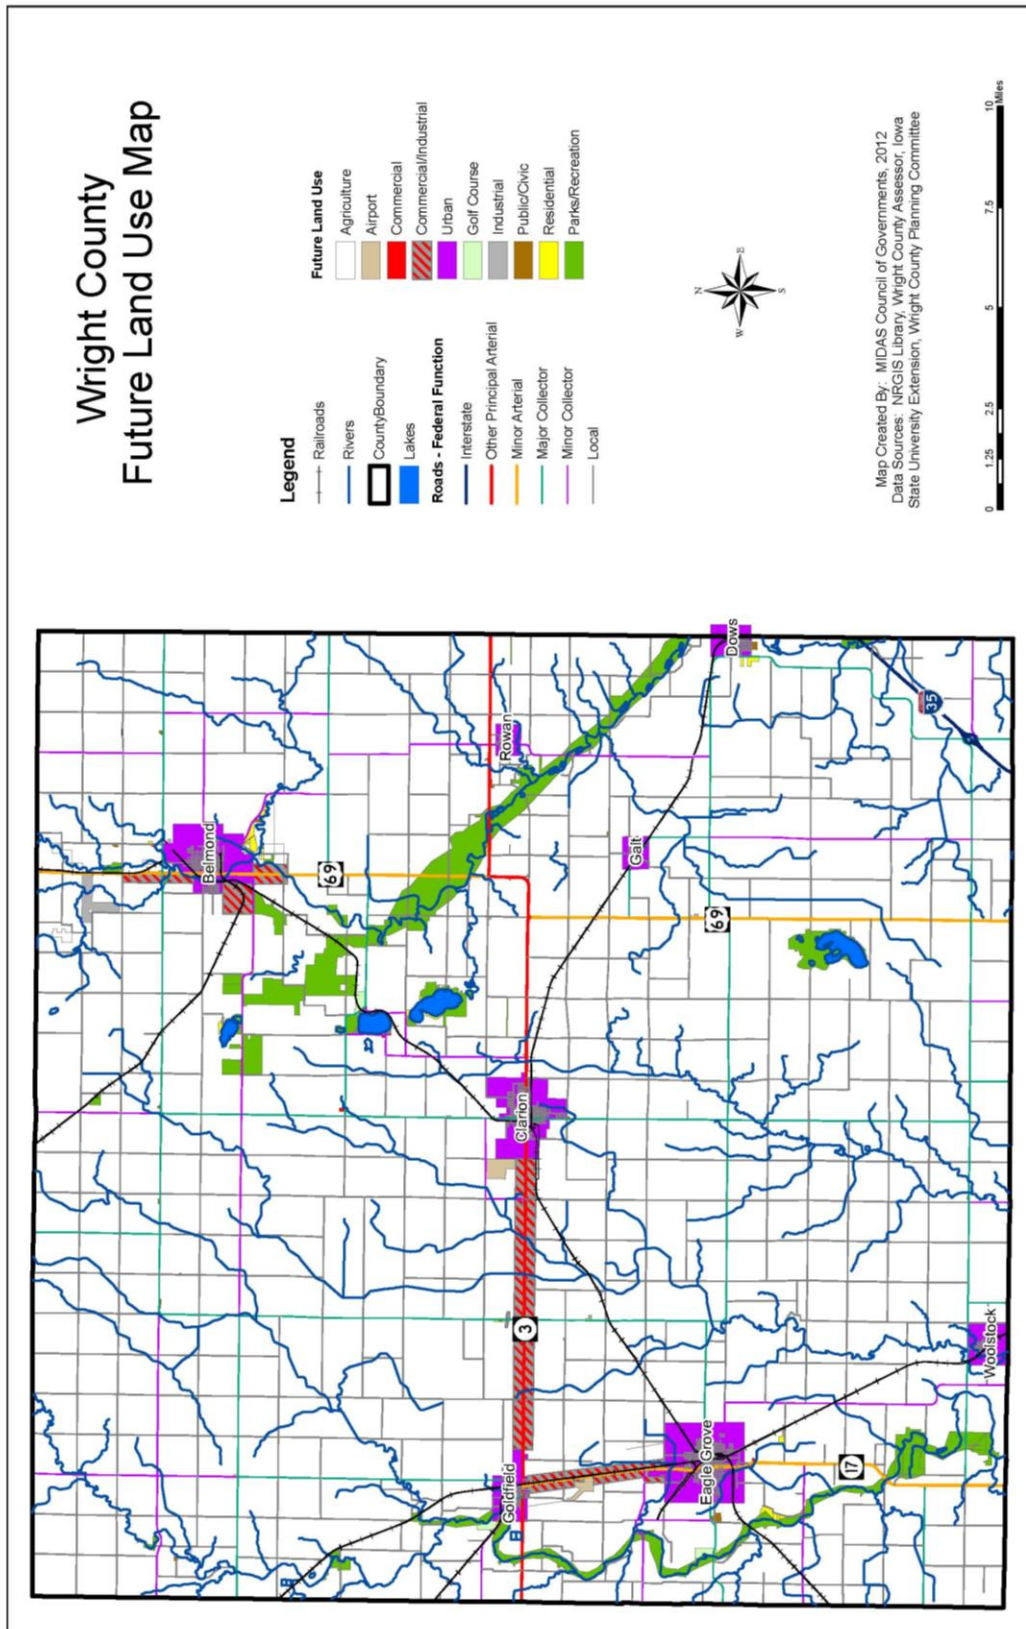 Wright County
Future Land Use Map
Legend
Railroads
Rivers
CountyBoundary
Lakes
Roads - Federal Function
Interstate
Other Principal Arterial
Minor Arterial
Major Collector
Minor Collector
Local
Future Land Use
Agriculture
Airport
Commercial
Commercial/Industrial
Urban
Golf Course
Industrial
Public/Civic
Residential
Parks/Recreation
N
W
E
S
Map Created By: MIDAS Council of Governments, 2012
Data Sources: NRGIS Library, Wright County Assessor, Iowa
State University Extension, Wright County Planning Committee
0 1.25 2.5 5 7.5 10
Miles
Belmond
69
Rowan
Dows
Galt
69
35
Clarion
3
Goldfield
Eagle Grove
17
Woolstock